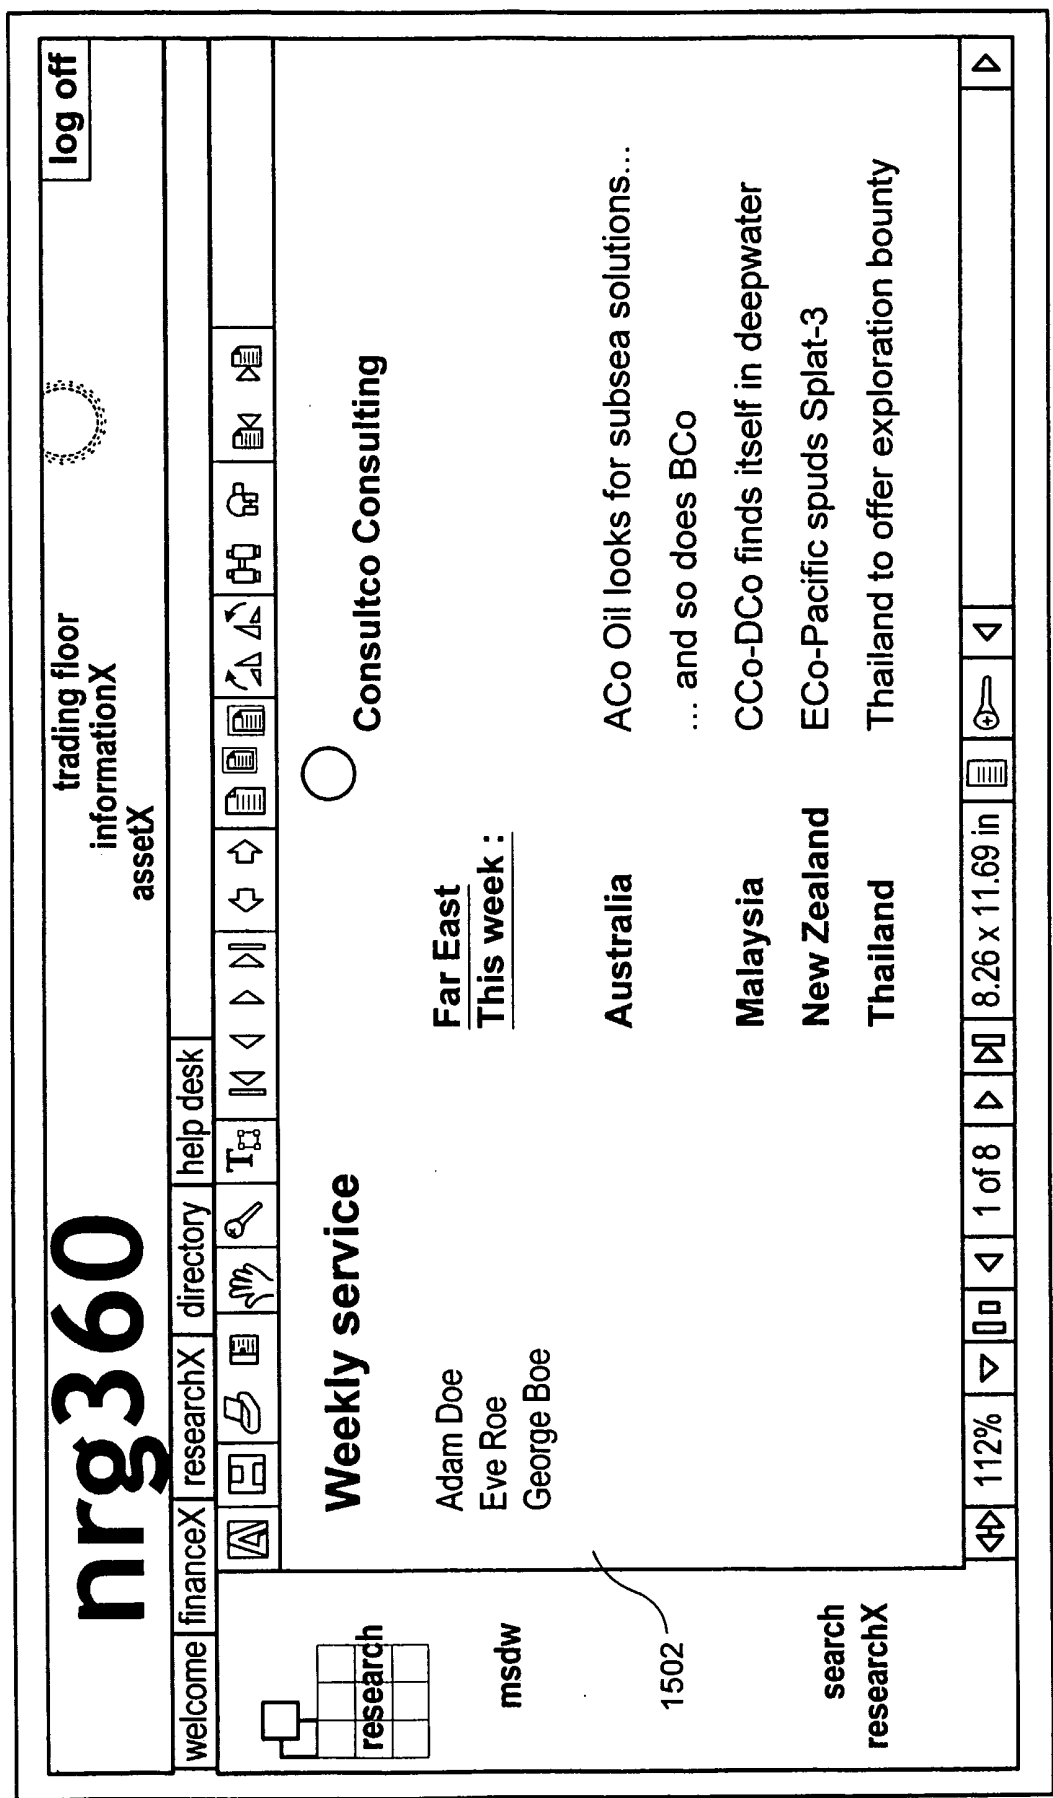 nrg360
trading floor
informationX
assetX
log off
welcome financeX researchX directory help desk
T
research
msdw
1502
search
researchX
Weekly service
Consultco Consulting
Adam Doe
Eve Roe
George Boe
Far East
This week :
Australia ACo Oil looks for subsea solutions...
... and so does BCo
Malaysia CCo-DCo finds itself in deepwater
New Zealand ECo-Pacific spuds Splat-3
Thailand Thailand to offer exploration bounty
112% 1 of 8 8.26 x 11.69 in